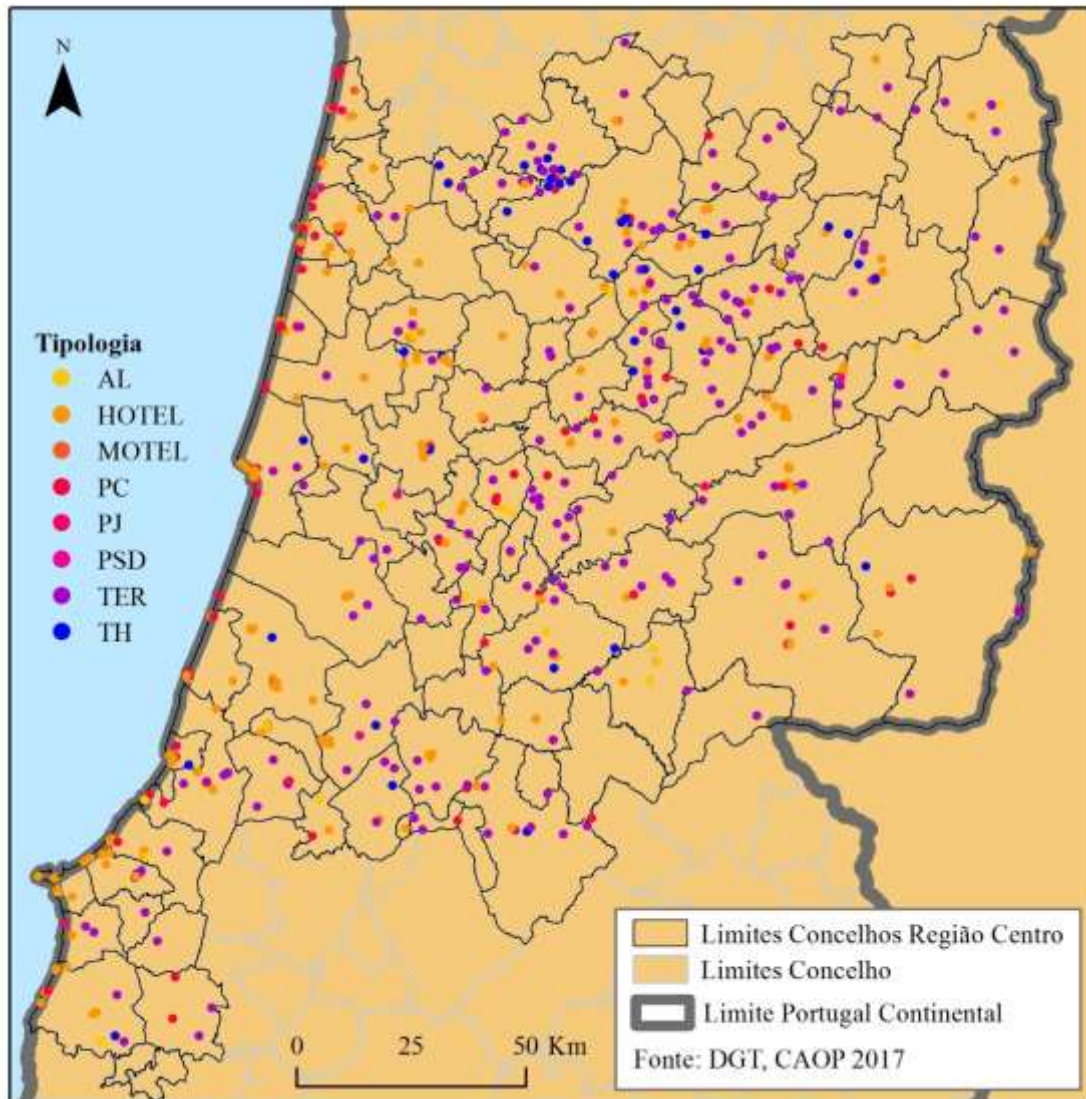 N
Tipologia
AL
HOTEL
MOTEL
PC
PJ
PSD
TER
TH
0 25 50 Km
Limites Concelhos Região Centro
Limites Concelho
Limite Portugal Continental
Fonte: DGT, CAOP 2017